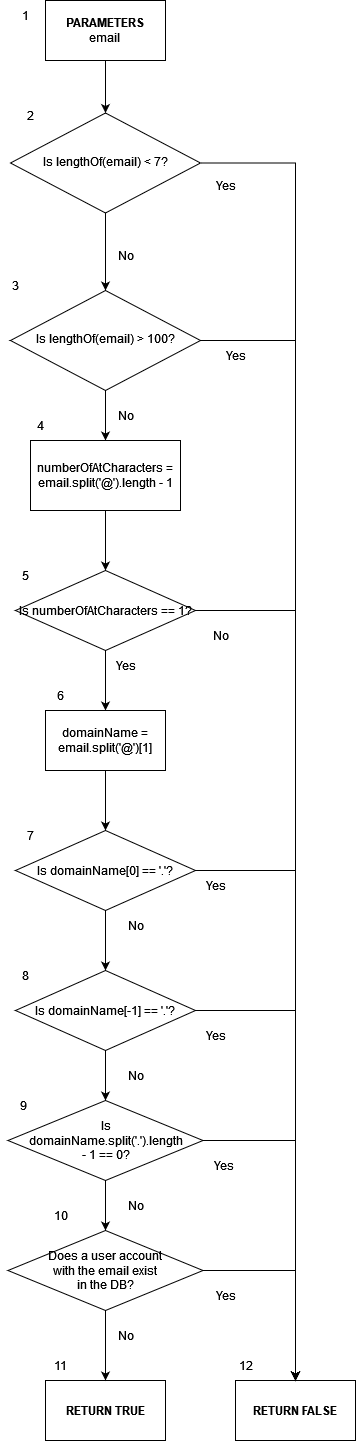 1
PARAMETERS
email
2
Is lengthOf(email) < 7?
Yes
No
3
Is lengthOf(email) > 100?
Yes
No
4
numberOfAtCharacters =
email.split('@').length - 1
5
Is numberOfAtCharacters == 1?
No
Yes
6
domainName =
email.split('@')[1]
7
Is domainName[0] == '.'?
Yes
No
8
Is domainName[-1] == '.'?
Yes
No
9
Is
domainName.split('.').length
- 1 == 0?
Yes
No
10
Does a user account
with the email exist
in the DB?
Yes
No
11
RETURN TRUE
12
RETURN FALSE